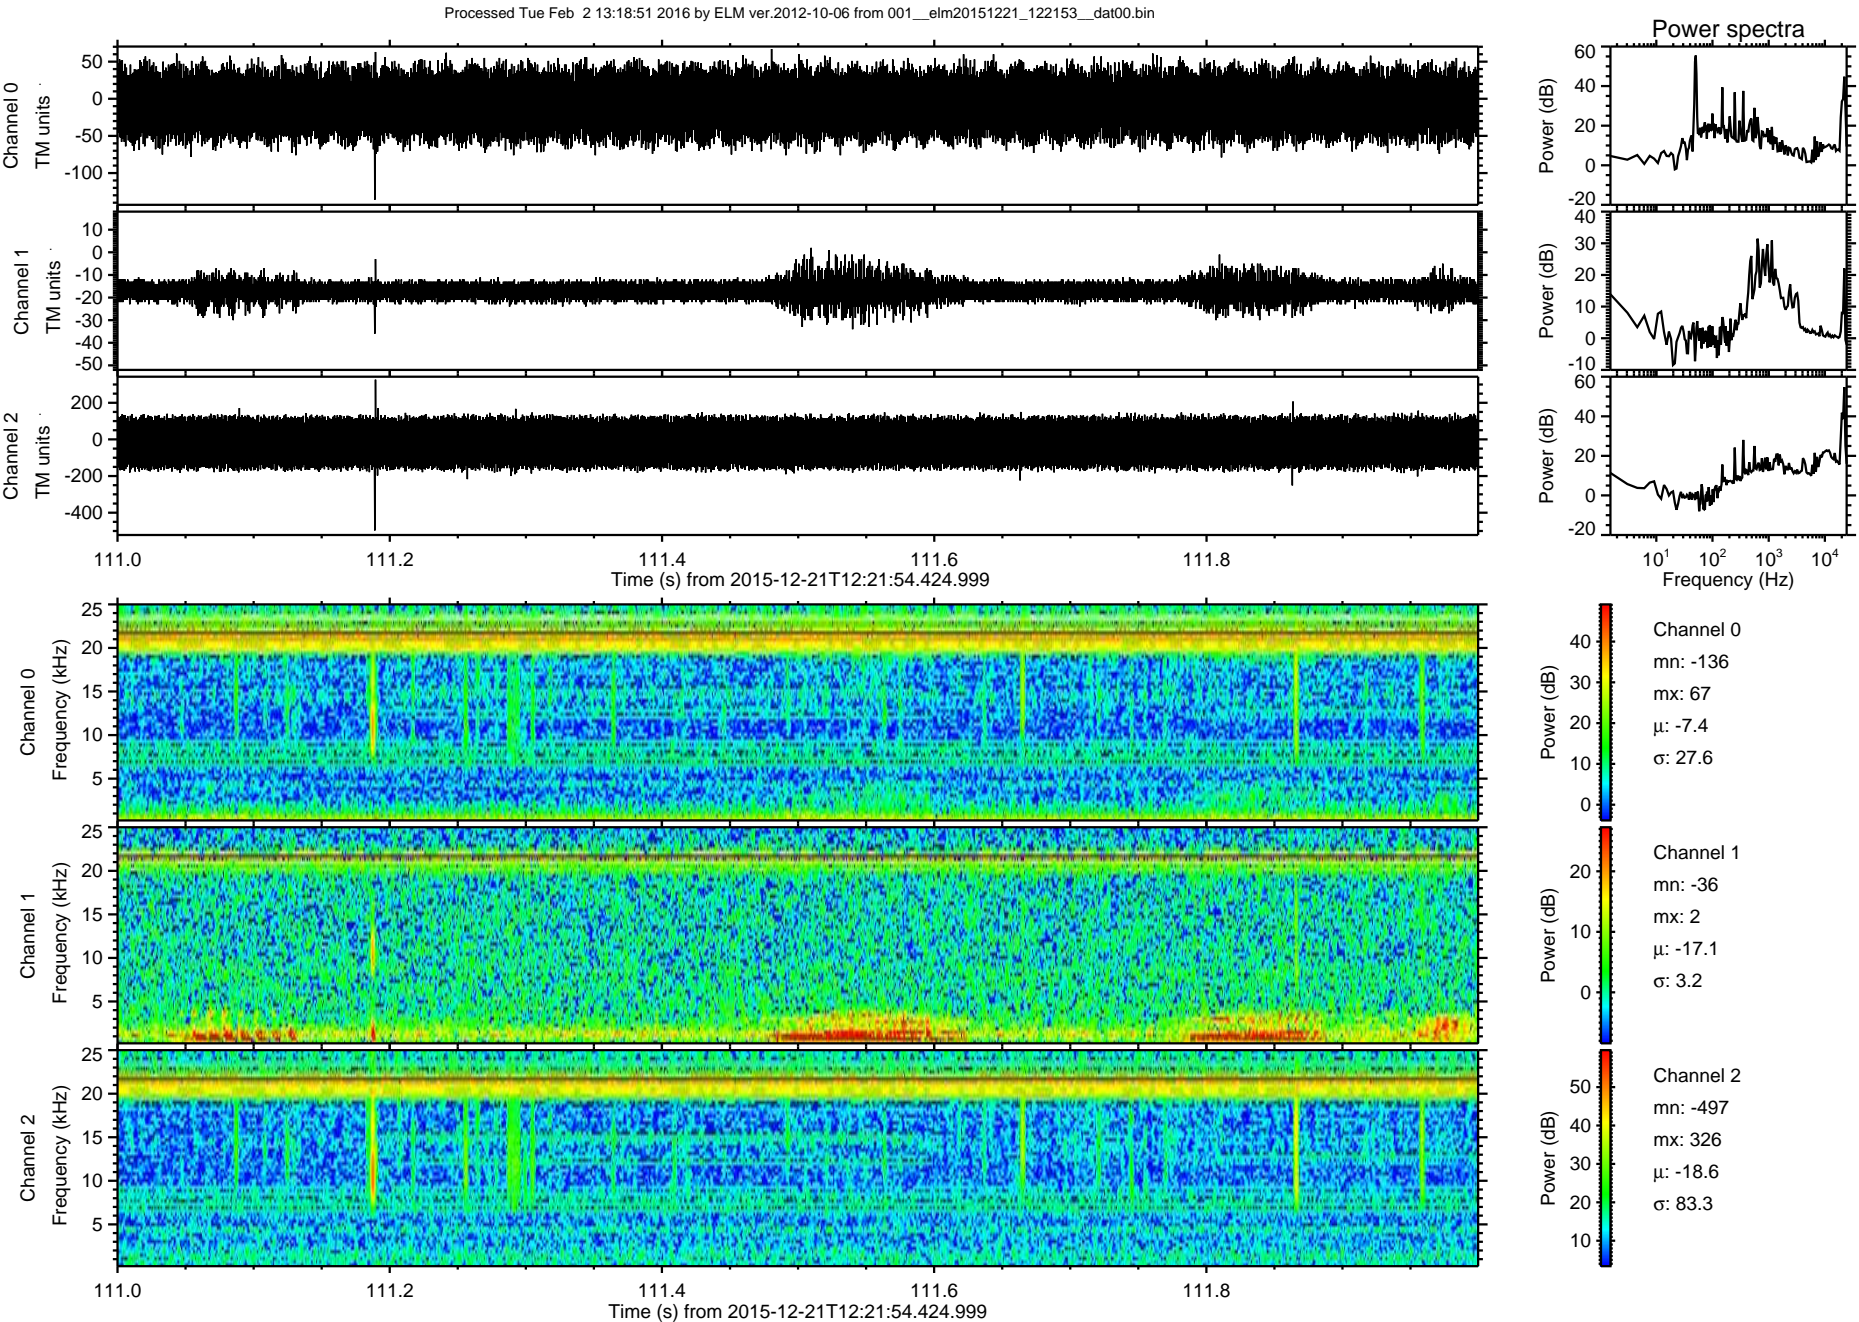 Processed Tue Feb  2 13:18:51 2016 by ELM ver.2012-10-06 from 001__elm20151221_122153__dat00.bin
Power spectra
Channel 0
TM units
50
0
-50
-100
Power (dB)
60
40
20
0
-20
Channel 1
TM units
10
0
-10
-20
-30
-40
-50
Power (dB)
40
30
20
10
0
-10
Channel 2
TM units
200
0
-200
-400
Power (dB)
60
40
20
0
-20
111.0 111.2 111.4 111.6 111.8
Time (s) from 2015-12-21T12:21:54.424.999
10^1 10^2 10^3 10^4
Frequency (Hz)
Channel 0
Frequency (kHz)
25
20
15
10
5
Power (dB)
40
30
20
10
0
Channel 0
mn: -136
mx: 67
μ: -7.4
σ: 27.6
Channel 1
Frequency (kHz)
25
20
15
10
5
Power (dB)
20
10
0
Channel 1
mn: -36
mx: 2
μ: -17.1
σ: 3.2
Channel 2
Frequency (kHz)
25
20
15
10
5
Power (dB)
50
40
30
20
10
Channel 2
mn: -497
mx: 326
μ: -18.6
σ: 83.3
111.0 111.2 111.4 111.6 111.8
Time (s) from 2015-12-21T12:21:54.424.999